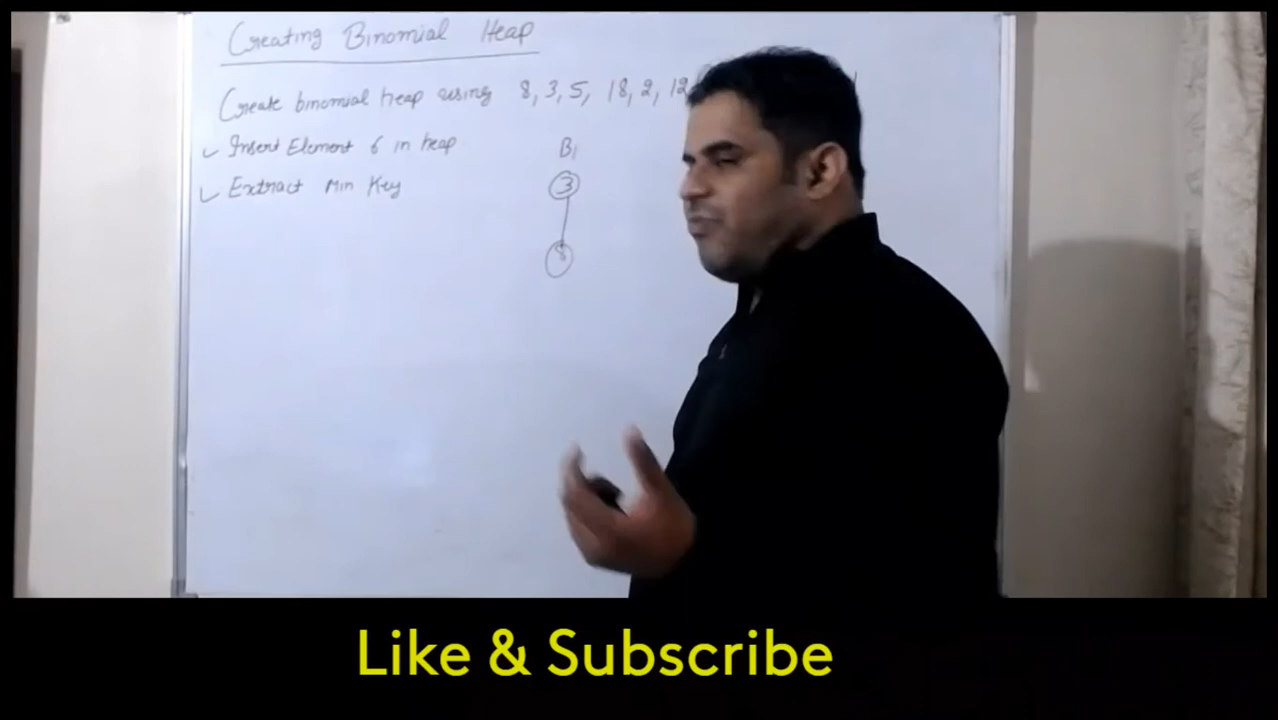 Creating Binomial Heap
Create binomial heap using 8, 3, 5, 18, 2, 12
Insert Element 6 in heap
Extract Min Key
B1
3
8
Like & Subscribe